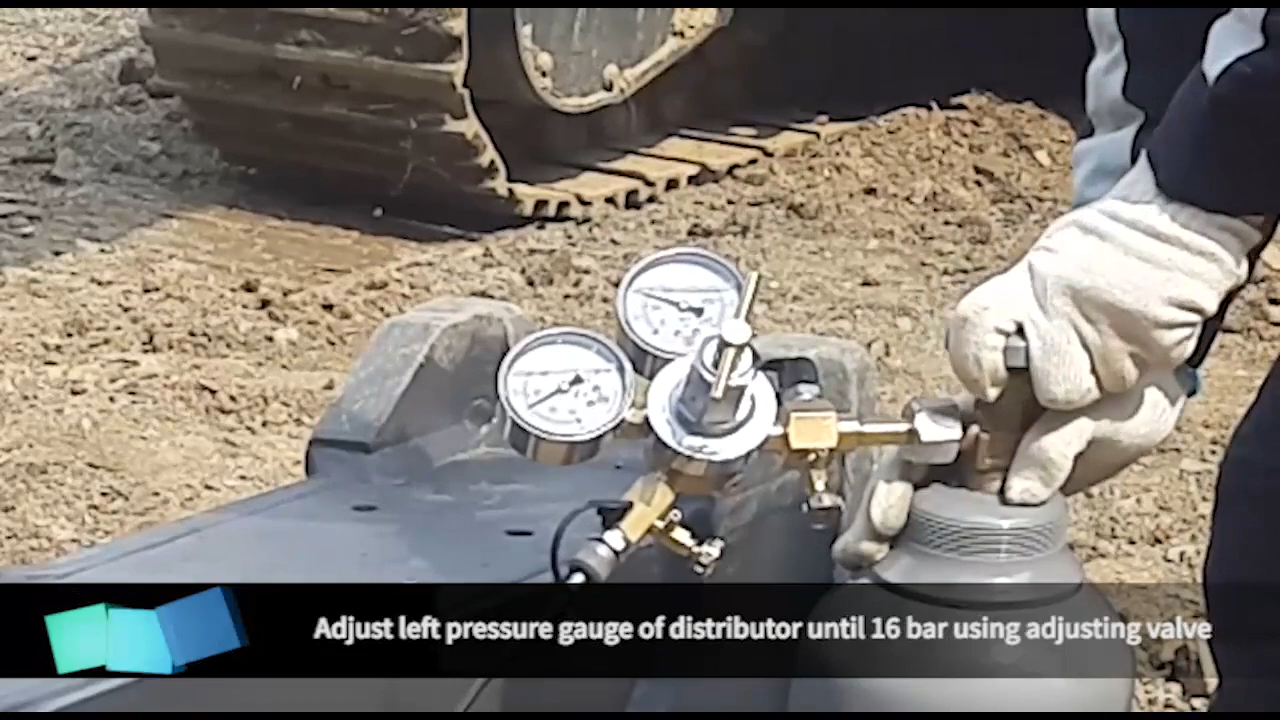 Adjust left pressure gauge of distributor until 16 bar using adjusting valve